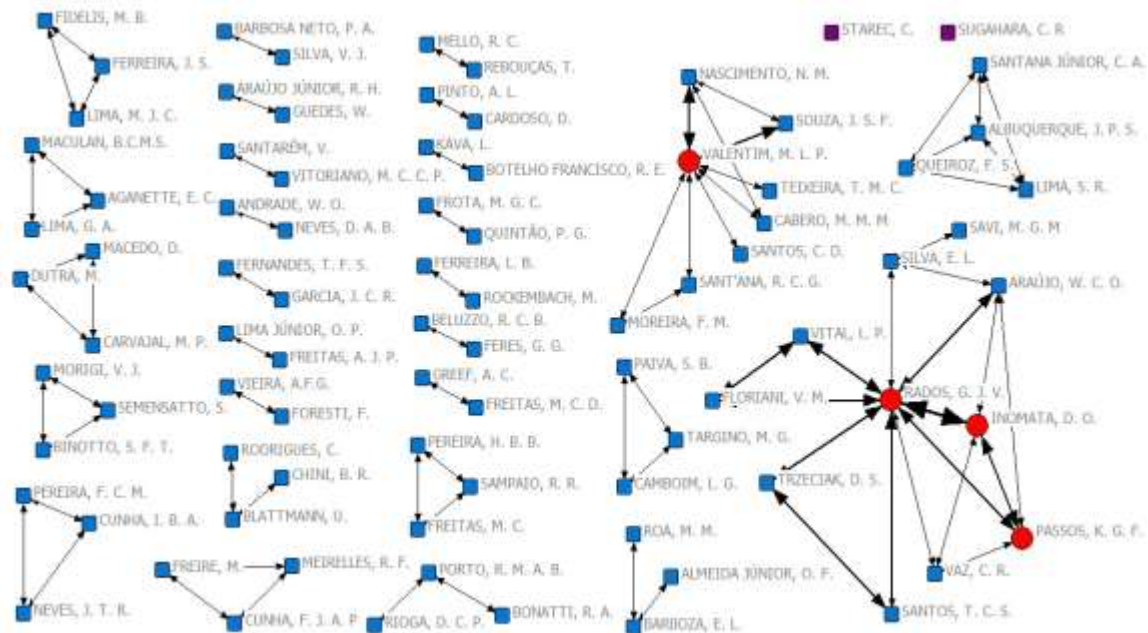 FIDELIS, M. B.
FERREIRA, J. S.
LIMA, M. J. C.
MACULAN, B.C.M.S.
AGANETTE, E. C.
LIMA, G. A.
MACEDO, D.
DUTRA, M.
CARVAJAL, M. P.
MORIGI, V. J.
SEMENSATTO, S.
BINOTTO, S. F. T.
PEREIRA, F. C. M.
CUNHA, I. B. A.
NEVES, J. T. R.
BARBOSA NETO, P. A.
SILVA, V. J.
ARAÚJO JÚNIOR, R. H.
GUEDES, W.
SANTARÉM, V.
VITORIANO, M. C. C. P.
ANDRADE, W. O.
NEVES, D. A. B.
FERNANDES, T. F. S.
GARCIA, J. C. R.
LIMA JÚNIOR, O. P.
FREITAS, A. J. P.
VIEIRA, A.F.G.
FORESTI, F.
RODRIGUES, C.
CHINI, B. R.
BLATTMANN, U.
FREIRE, M.
MEIRELLES, R. F.
CUNHA, F. J. A. P
MELLO, R. C.
REBOUÇAS, T.
PINTO, A. L.
CARDOSO, D.
KAVA, L.
BOTELHO FRANCISCO, R. E.
FROTA, M. G. C.
QUINTÃO, P. G.
FERREIRA, L. B.
ROCKEMBACH, M.
BELUZZO, R. C. B.
FERES, G. G.
GREEF, A. C.
FREITAS, M. C. D.
PEREIRA, H. B. B.
SAMPAIO, R. R.
FREITAS, M. C.
PORTO, R. M. A. B.
RIOGA, D. C. P.
BONATTI, R. A.
STAREC, C.
SUGAHARA, C. R
NASCIMENTO, N. M.
SOUZA, J. S. F.
VALENTIM, M. L. P.
TEIXEIRA, T. M. C.
CABERO, M. M. M
SANTOS, C. D.
SANT'ANA, R. C. G.
MOREIRA, F. M.
SANTANA JÚNIOR, C. A.
ALBUQUERQUE, J. P. S.
QUEIROZ, F. S.
LIMA, S. R.
SAVI, M. G. M
SILVA, E. L.
ARAÚJO, W. C. O.
VITAL, L. P.
FLORIANI, V. M.
RADOS, G. J. V.
INOMATA, D. O.
TRZECIAK, D. S.
PASSOS, K. G. F.
VAZ, C. R.
SANTOS, T. C. S.
PAIVA, S. B.
TARGINO, M. G.
CAMBOIM, L. G.
ROA, M. M.
ALMEIDA JÚNIOR, O. F.
BARBOZA, E. L.